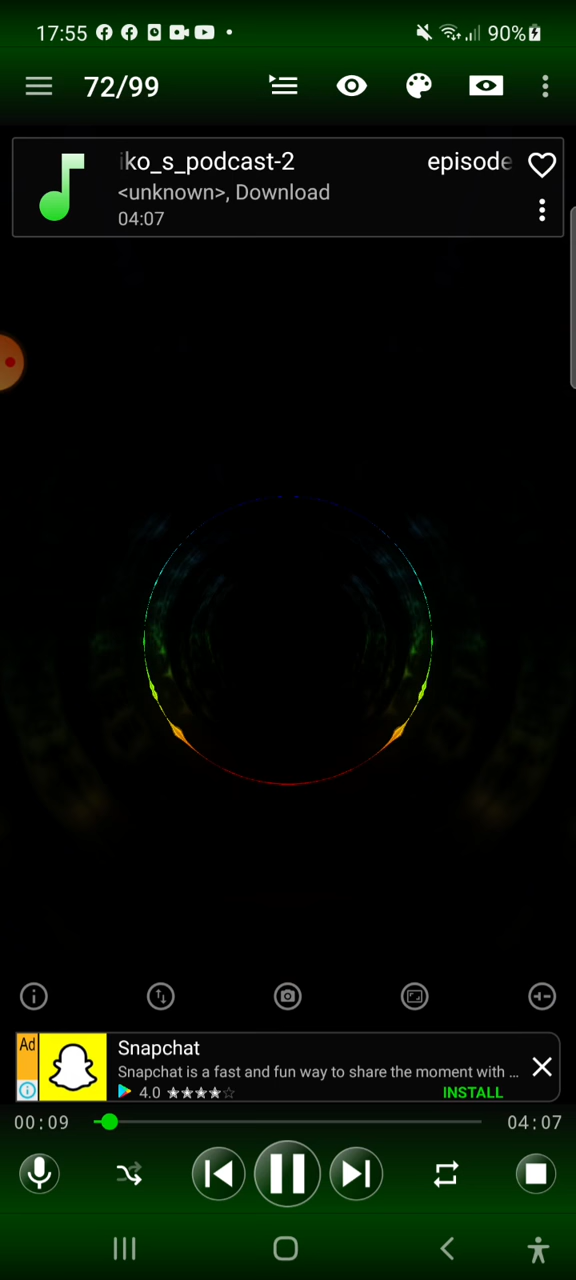 17:55
90%
72/99
iko_s_podcast-2 episode
<unknown>, Download
04:07
Ad
Snapchat
Snapchat is a fast and fun way to share the moment with ...
4.0
INSTALL
00:09
04:07